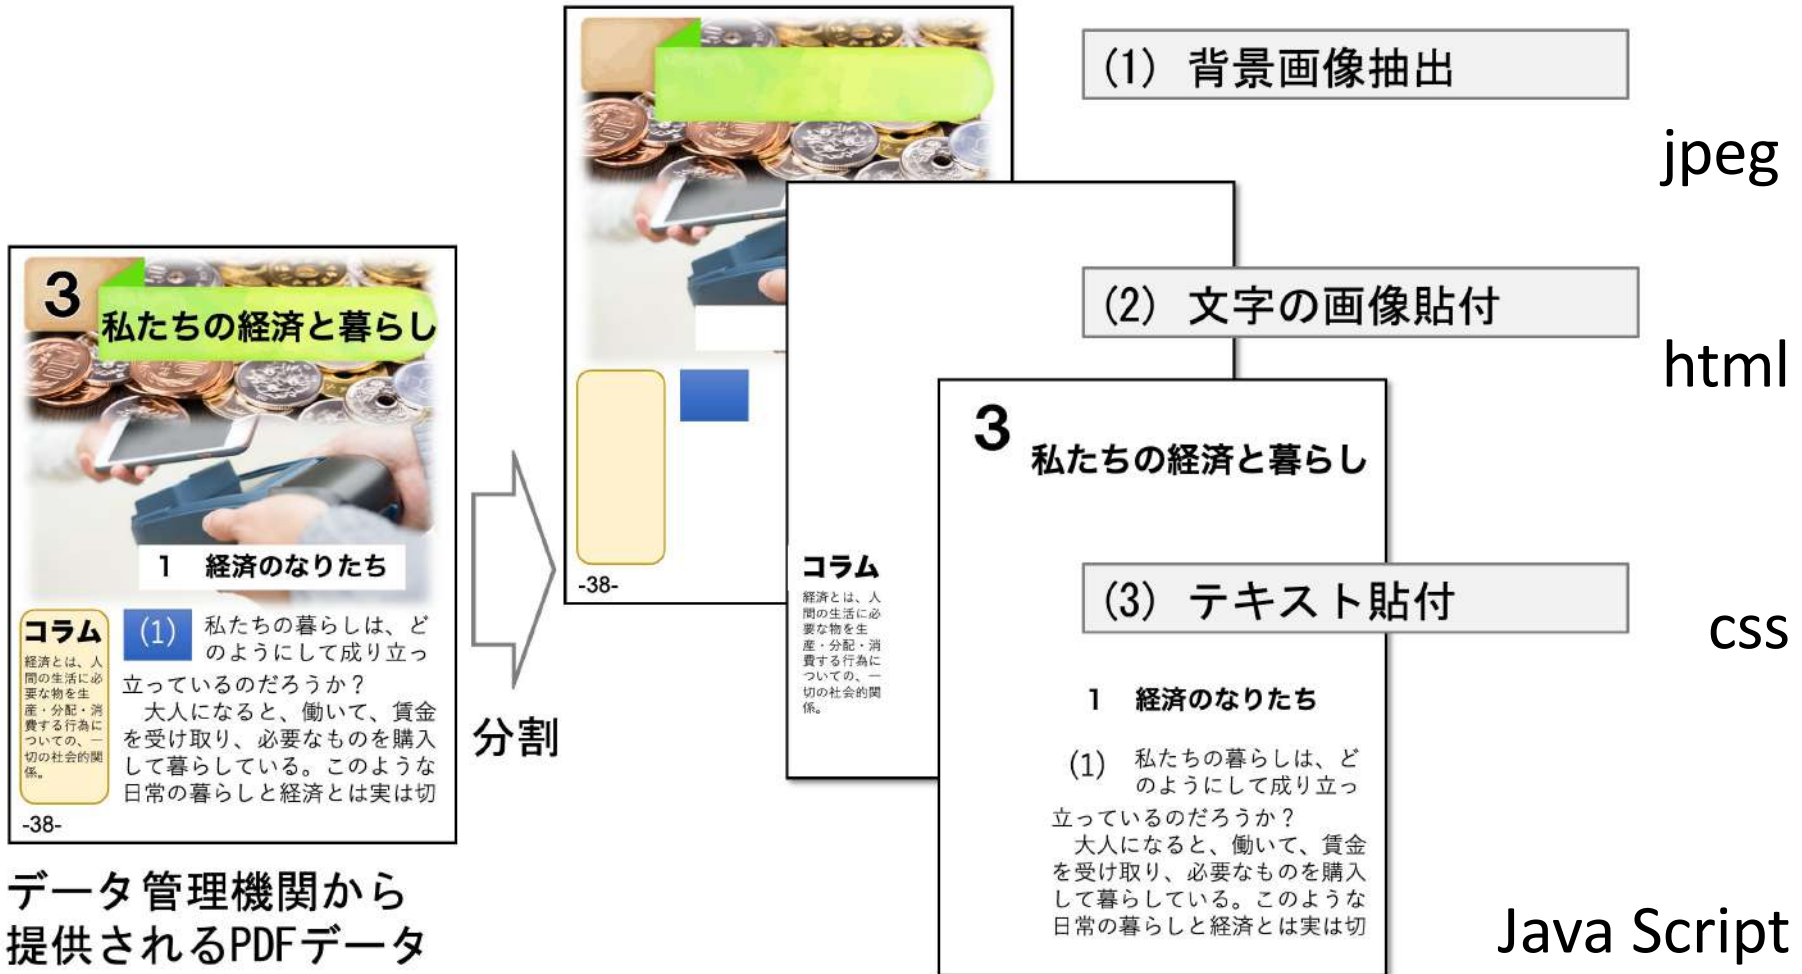 3
私たちの経済と暮らし
1 経済のなりたち
コラム
経済とは、人
間の生活に必
要な物を生
産・分配・消
費する行為に
ついての、一
切の社会的関
係。
(1)
私たちの暮らしは、ど
のようにして成り立っ
立っているのだろうか?
大人になると、働いて、賃金
を受け取り、必要なものを購入
して暮らしている。このような
日常の暮らしと経済とは実は切
-38-
データ管理機関から
提供されるPDFデータ
分割
-38-
(1) 背景画像抽出
コラム
経済とは、人
間の生活に必
要な物を生
産・分配・消
費する行為に
ついての、一
切の社会的関
係。
(2) 文字の画像貼付
3
私たちの経済と暮らし
(3) テキスト貼付
1 経済のなりたち
(1)
私たちの暮らしは、ど
のようにして成り立っ
立っているのだろうか?
大人になると、働いて、賃金
を受け取り、必要なものを購入
して暮らしている。このような
日常の暮らしと経済とは実は切
jpeg
html
css
Java Script